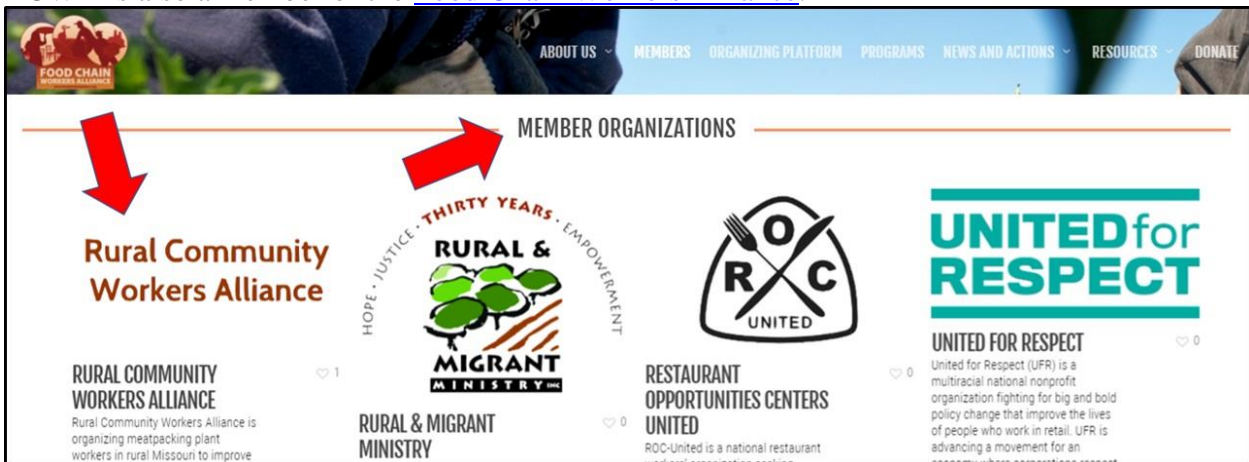 FOOD CHAIN
WORKERS ALLIANCE
ABOUT US
MEMBERS
ORGANIZING PLATFORM
PROGRAMS
NEWS AND ACTIONS
RESOURCES
DONATE
MEMBER ORGANIZATIONS
Rural Community
Workers Alliance
RURAL COMMUNITY
WORKERS ALLIANCE
1
Rural Community Workers Alliance is
organizing meatpacking plant
workers in rural Missouri to improve
HOPE · JUSTICE · THIRTY YEARS · EMPOWERMENT
RURAL &
MIGRANT
MINISTRY INC
RURAL & MIGRANT
MINISTRY
0
ROC
UNITED
RESTAURANT
OPPORTUNITIES CENTERS
UNITED
0
ROC-United is a national restaurant
UNITED for
RESPECT
UNITED FOR RESPECT
0
United for Respect (UFR) is a
multiracial national nonprofit
organization fighting for big and bold
policy change that improve the lives
of people who work in retail. UFR is
advancing a movement for an